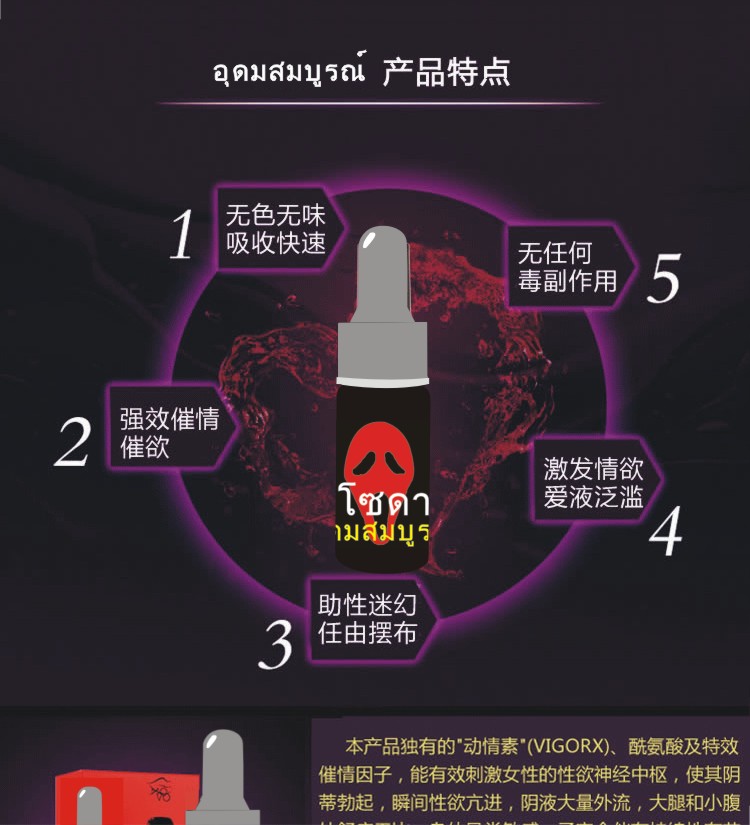 อุดมสมบูรณ์ 产品特点
1
无色无味
吸收快速
无任何
毒副作用
5
2
强效催情
催欲
激发情欲
爱液泛滥
4
โซดา
ามสมบูร
3
助性迷幻
任由摆布
本产品独有的"动情素"(VIGORX)、酰氨酸及特效
催情因子，能有效刺激女性的性欲神经中枢，使其阴
蒂勃起，瞬间性欲亢进，阴液大量外流，大腿和小腹